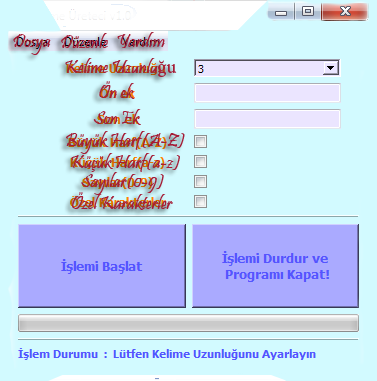 Dosya Düzenle Yardım
Kelime Uzunluğu 3
Ön ek
Son Ek
Büyük Harf(A-Z)
Küçük Harf(a-z)
Sayılar(0-9)
Özel Karakterler
İşlemi Başlat
İşlemi Durdur ve
Programı Kapat!
İşlem Durumu : Lütfen Kelime Uzunluğunu Ayarlayın